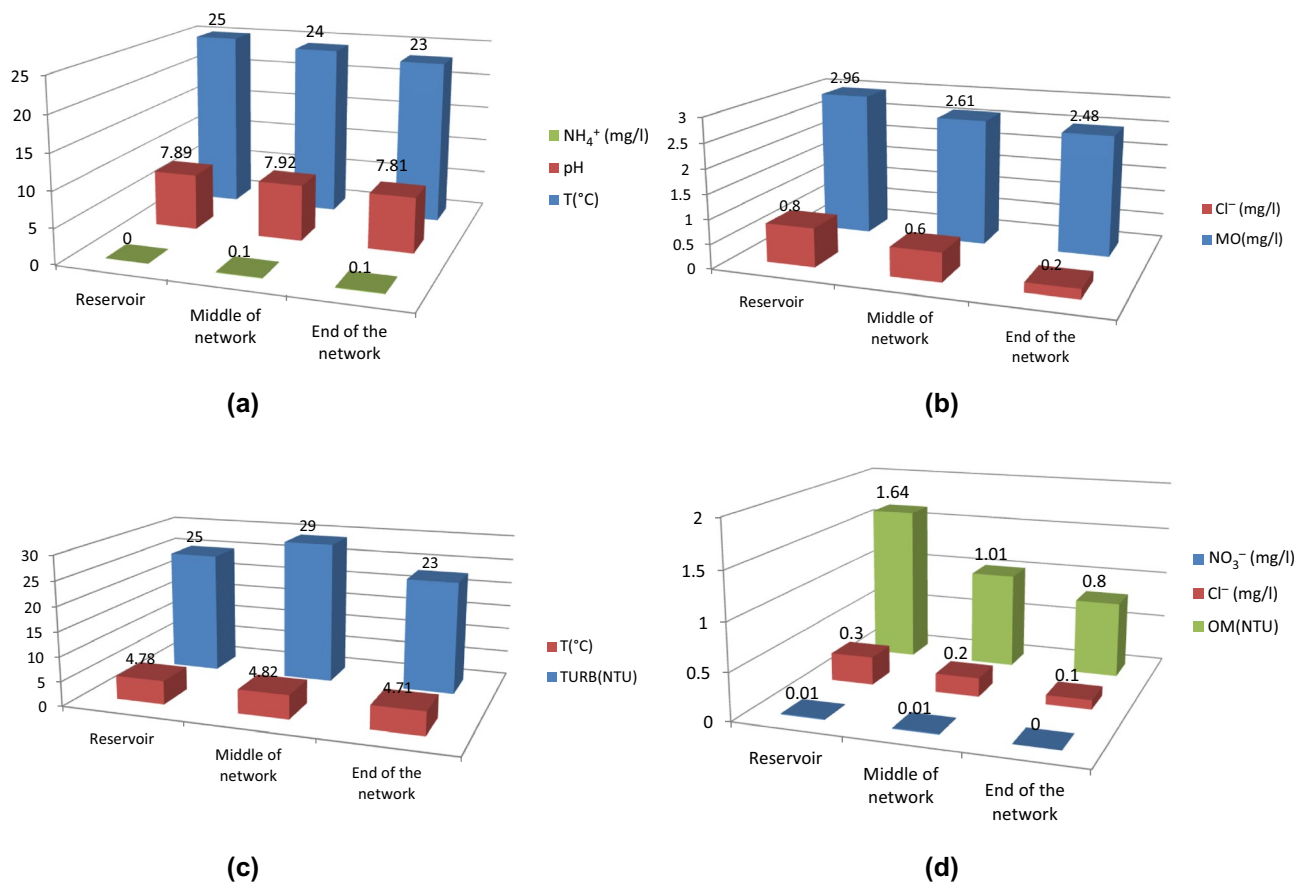 25
24
23
25
20
15
10
5
0
7.89
7.92
7.81
0
0.1
0.1
Reservoir
Middle of
network
End of the
network
NH₄⁺ (mg/l)
pH
T(°C)
(a)
2.96
2.61
2.48
3
2.5
2
1.5
1
0.5
0
0.8
0.6
0.2
Reservoir
Middle of
network
End of the
network
Cl⁻ (mg/l)
MO(mg/l)
(b)
25
29
23
30
25
20
15
10
5
0
4.78
4.82
4.71
Reservoir
Middle of
network
End of the
network
T(°C)
TURB(NTU)
(c)
1.64
1.01
0.8
2
1.5
1
0.5
0
0.3
0.2
0.1
0.01
0.01
0
Reservoir
Middle of
network
End of the
network
NO₃⁻ (mg/l)
Cl⁻ (mg/l)
OM(NTU)
(d)